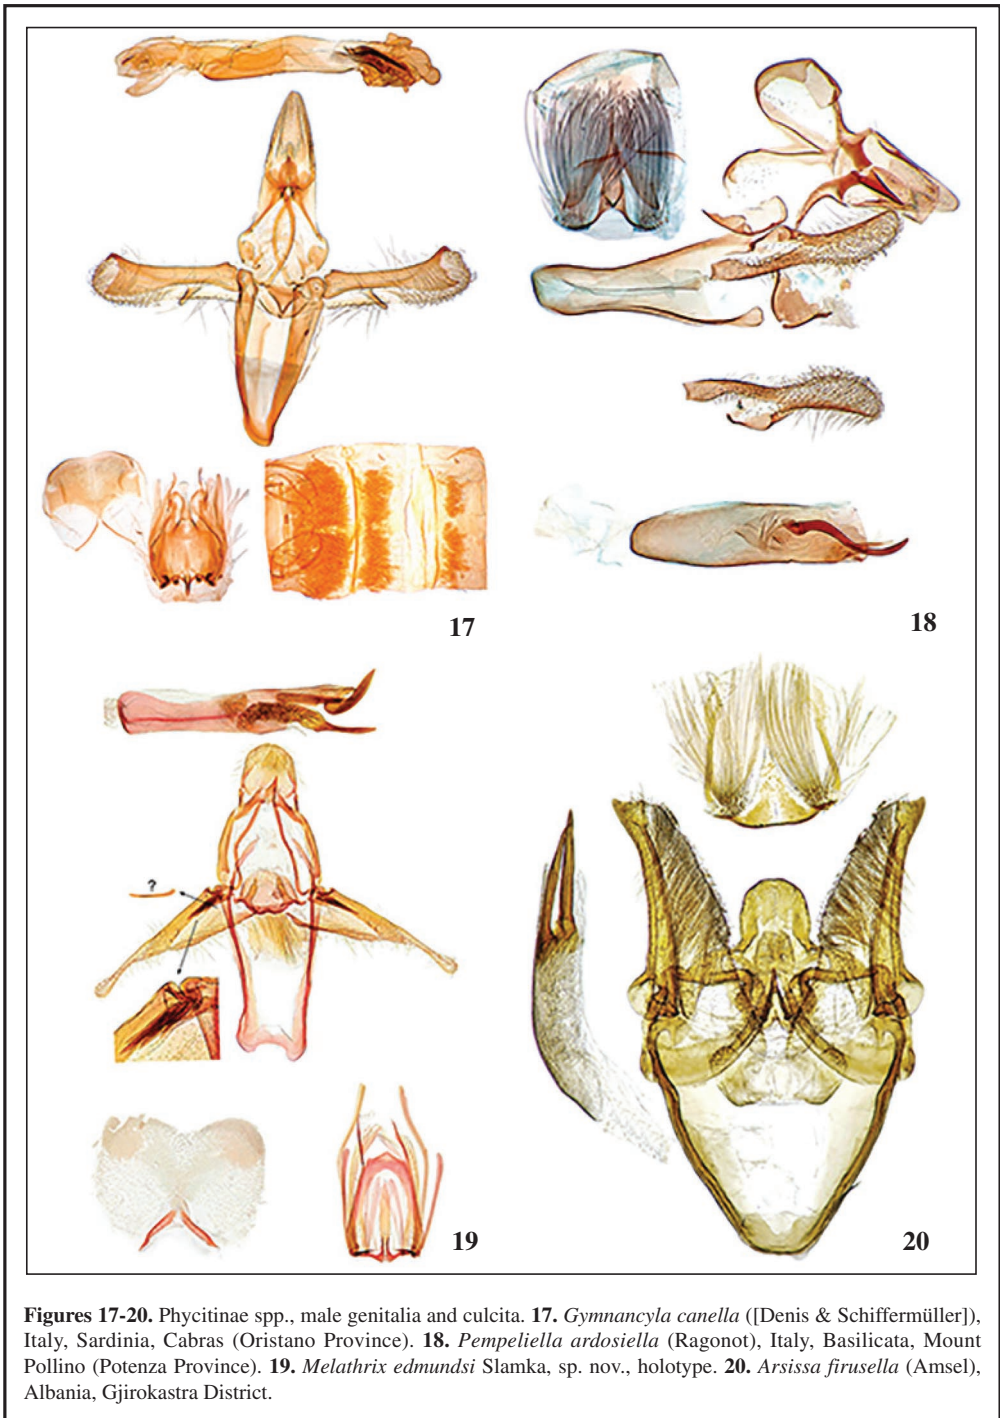 17
18
?
19
20
Figures 17-20. Phycitinae spp., male genitalia and culcita. 17. Gymnancyla canella ([Denis & Schiffermüller]),
Italy, Sardinia, Cabras (Oristano Province). 18. Pempeliella ardosiella (Ragonot), Italy, Basilicata, Mount
Pollino (Potenza Province). 19. Melathrix edmundsi Slamka, sp. nov., holotype. 20. Arsissa firusella (Amsel),
Albania, Gjirokastra District.